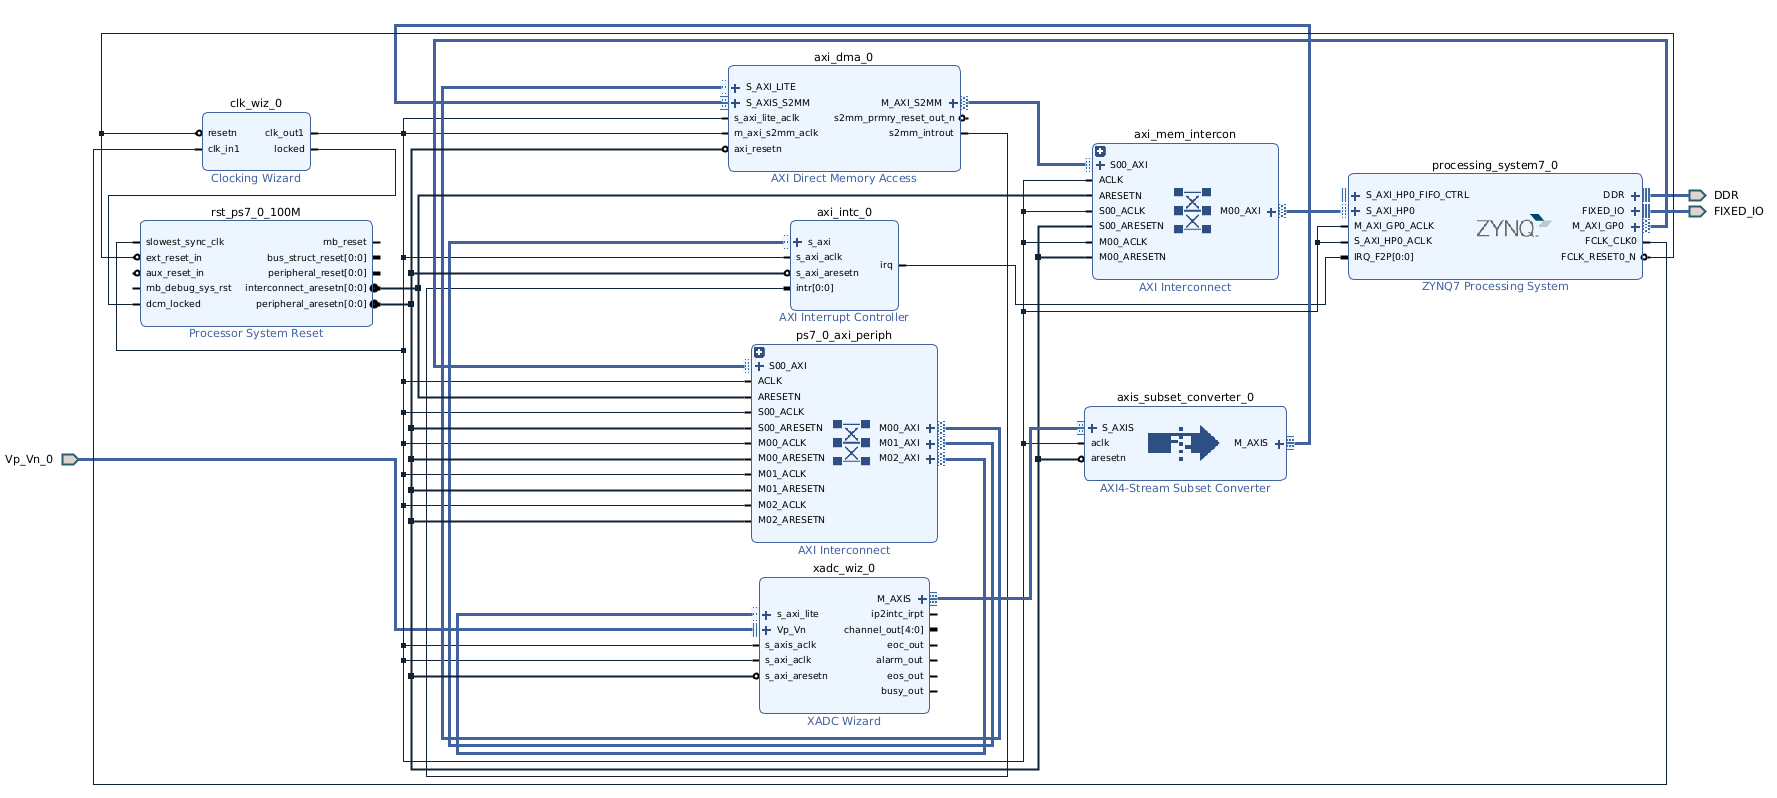 clk_wiz_0
resetn
clk_in1
clk_out1
locked
Clocking Wizard
rst_ps7_0_100M
slowest_sync_clk
ext_reset_in
aux_reset_in
mb_debug_sys_rst
dcm_locked
mb_reset
bus_struct_reset[0:0]
peripheral_reset[0:0]
interconnect_aresetn[0:0]
peripheral_aresetn[0:0]
Processor System Reset
Vp_Vn_0
axi_dma_0
S_AXI_LITE
S_AXIS_S2MM
s_axi_lite_aclk
m_axi_s2mm_aclk
axi_resetn
M_AXI_S2MM
s2mm_prmry_reset_out_n
s2mm_introut
AXI Direct Memory Access
axi_intc_0
s_axi
s_axi_aclk
s_axi_aresetn
intr[0:0]
irq
AXI Interrupt Controller
ps7_0_axi_periph
S00_AXI
ACLK
ARESETN
S00_ACLK
S00_ARESETN
M00_ACLK
M00_ARESETN
M01_ACLK
M01_ARESETN
M02_ACLK
M02_ARESETN
M00_AXI
M01_AXI
M02_AXI
AXI Interconnect
xadc_wiz_0
s_axi_lite
Vp_Vn
s_axis_aclk
s_axi_aclk
s_axi_aresetn
M_AXIS
ip2intc_irpt
channel_out[4:0]
eoc_out
alarm_out
eos_out
busy_out
XADC Wizard
axi_mem_intercon
S00_AXI
ACLK
ARESETN
S00_ACLK
S00_ARESETN
M00_ACLK
M00_ARESETN
M00_AXI
AXI Interconnect
axis_subset_converter_0
S_AXIS
aclk
aresetn
M_AXIS
AXI4-Stream Subset Converter
processing_system7_0
S_AXI_HP0_FIFO_CTRL
S_AXI_HP0
M_AXI_GP0_ACLK
S_AXI_HP0_ACLK
IRQ_F2P[0:0]
ZYNQ
DDR
FIXED_IO
M_AXI_GP0
FCLK_CLK0
FCLK_RESET0_N
ZYNQ7 Processing System
DDR
FIXED_IO